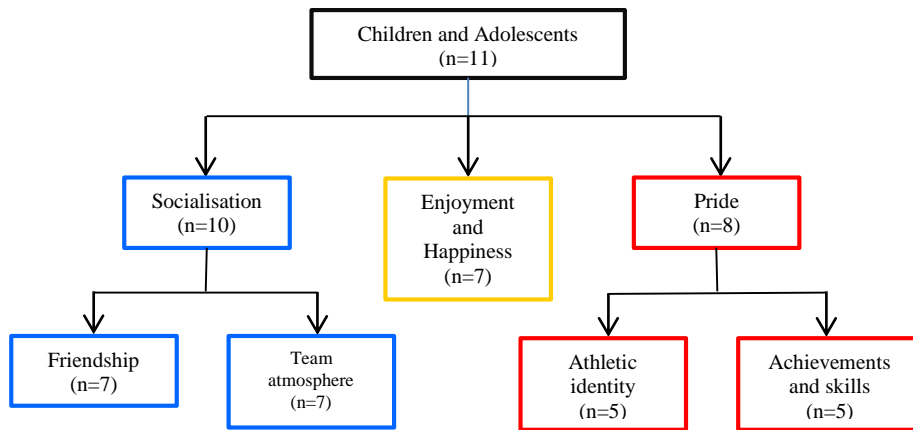 Children and Adolescents
(n=11)
Socialisation
(n=10)
Enjoyment
and
Happiness
(n=7)
Pride
(n=8)
Friendship
(n=7)
Team
atmosphere
(n=7)
Athletic
identity
(n=5)
Achievements
and skills
(n=5)